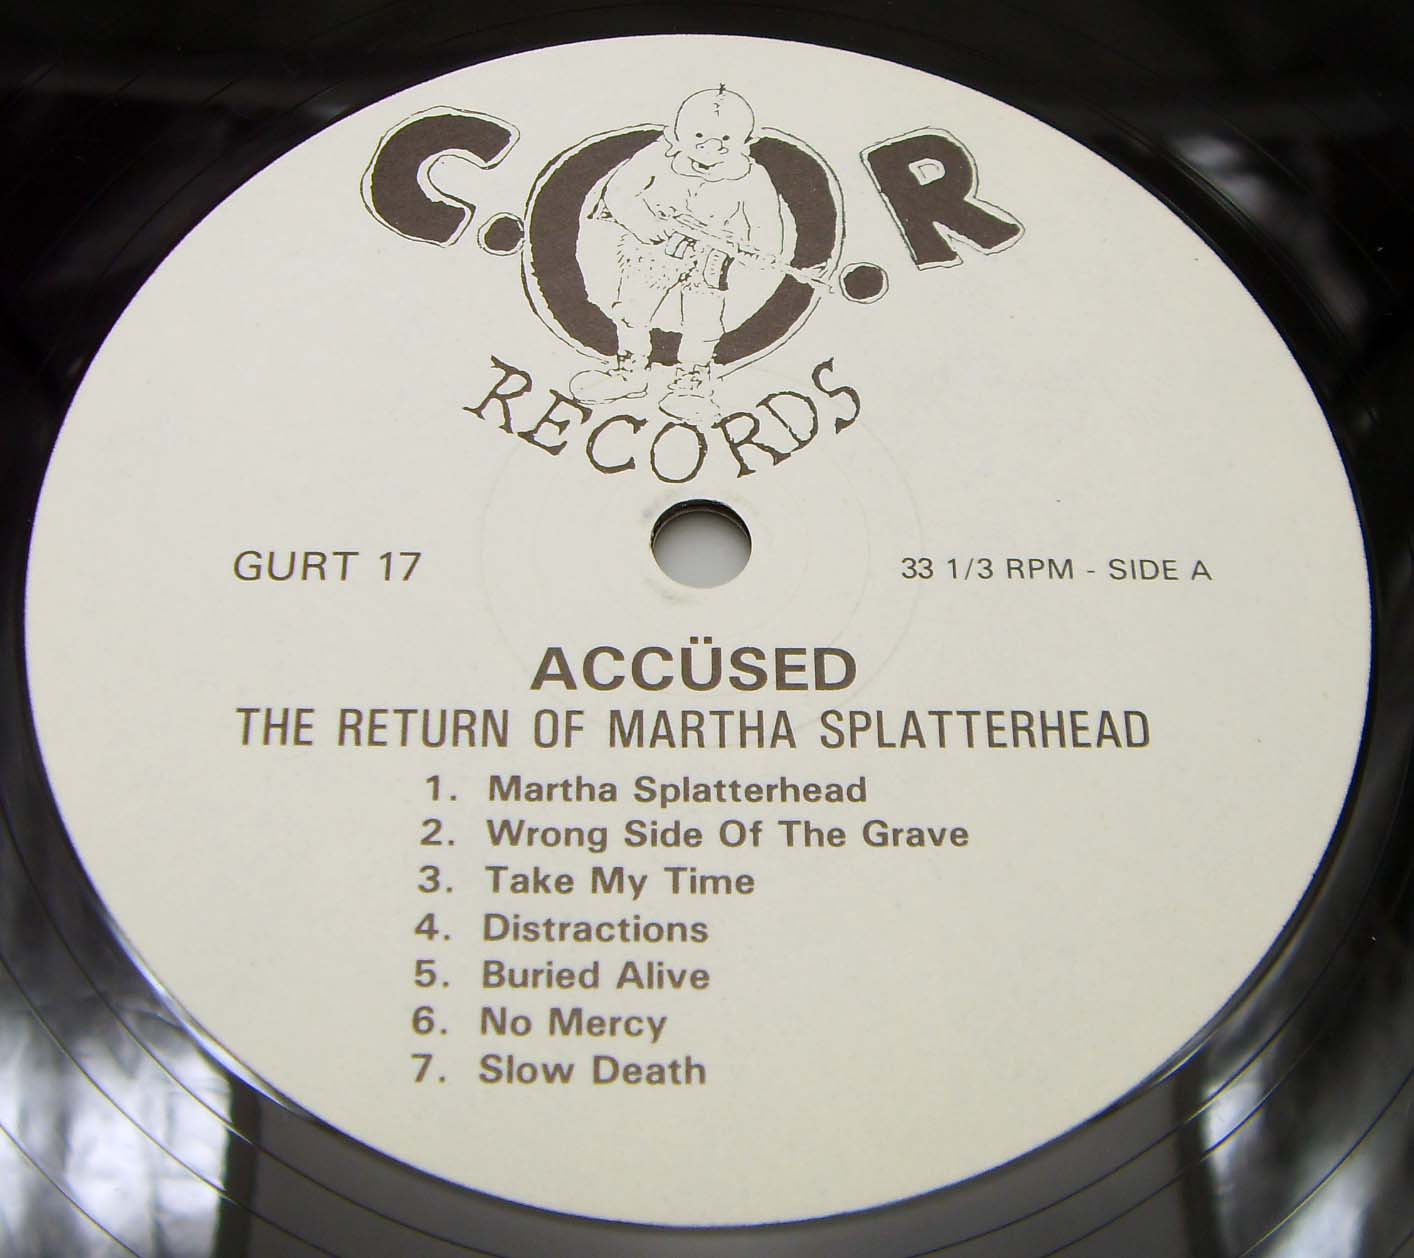 C.O.R
RECORDS
GURT 17
33 1/3 RPM - SIDE A
ACCÜSED
THE RETURN OF MARTHA SPLATTERHEAD
1. Martha Splatterhead
2. Wrong Side Of The Grave
3. Take My Time
4. Distractions
5. Buried Alive
6. No Mercy
7. Slow Death